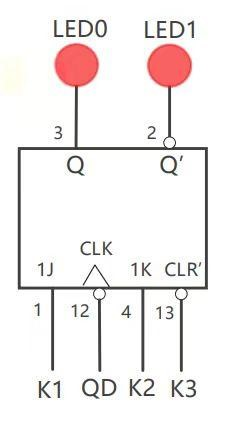 LED0 LED1
3 2
Q Q′
CLK
1J 1K CLR′
1 12 4 13
K1 QD K2 K3